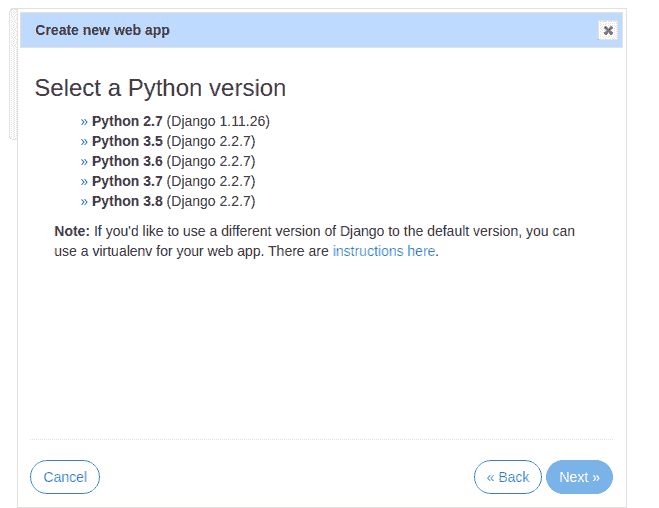 Create new web app
Select a Python version
» Python 2.7 (Django 1.11.26)
» Python 3.5 (Django 2.2.7)
» Python 3.6 (Django 2.2.7)
» Python 3.7 (Django 2.2.7)
» Python 3.8 (Django 2.2.7)
Note: If you'd like to use a different version of Django to the default version, you can
use a virtualenv for your web app. There are instructions here.
Cancel
« Back
Next »